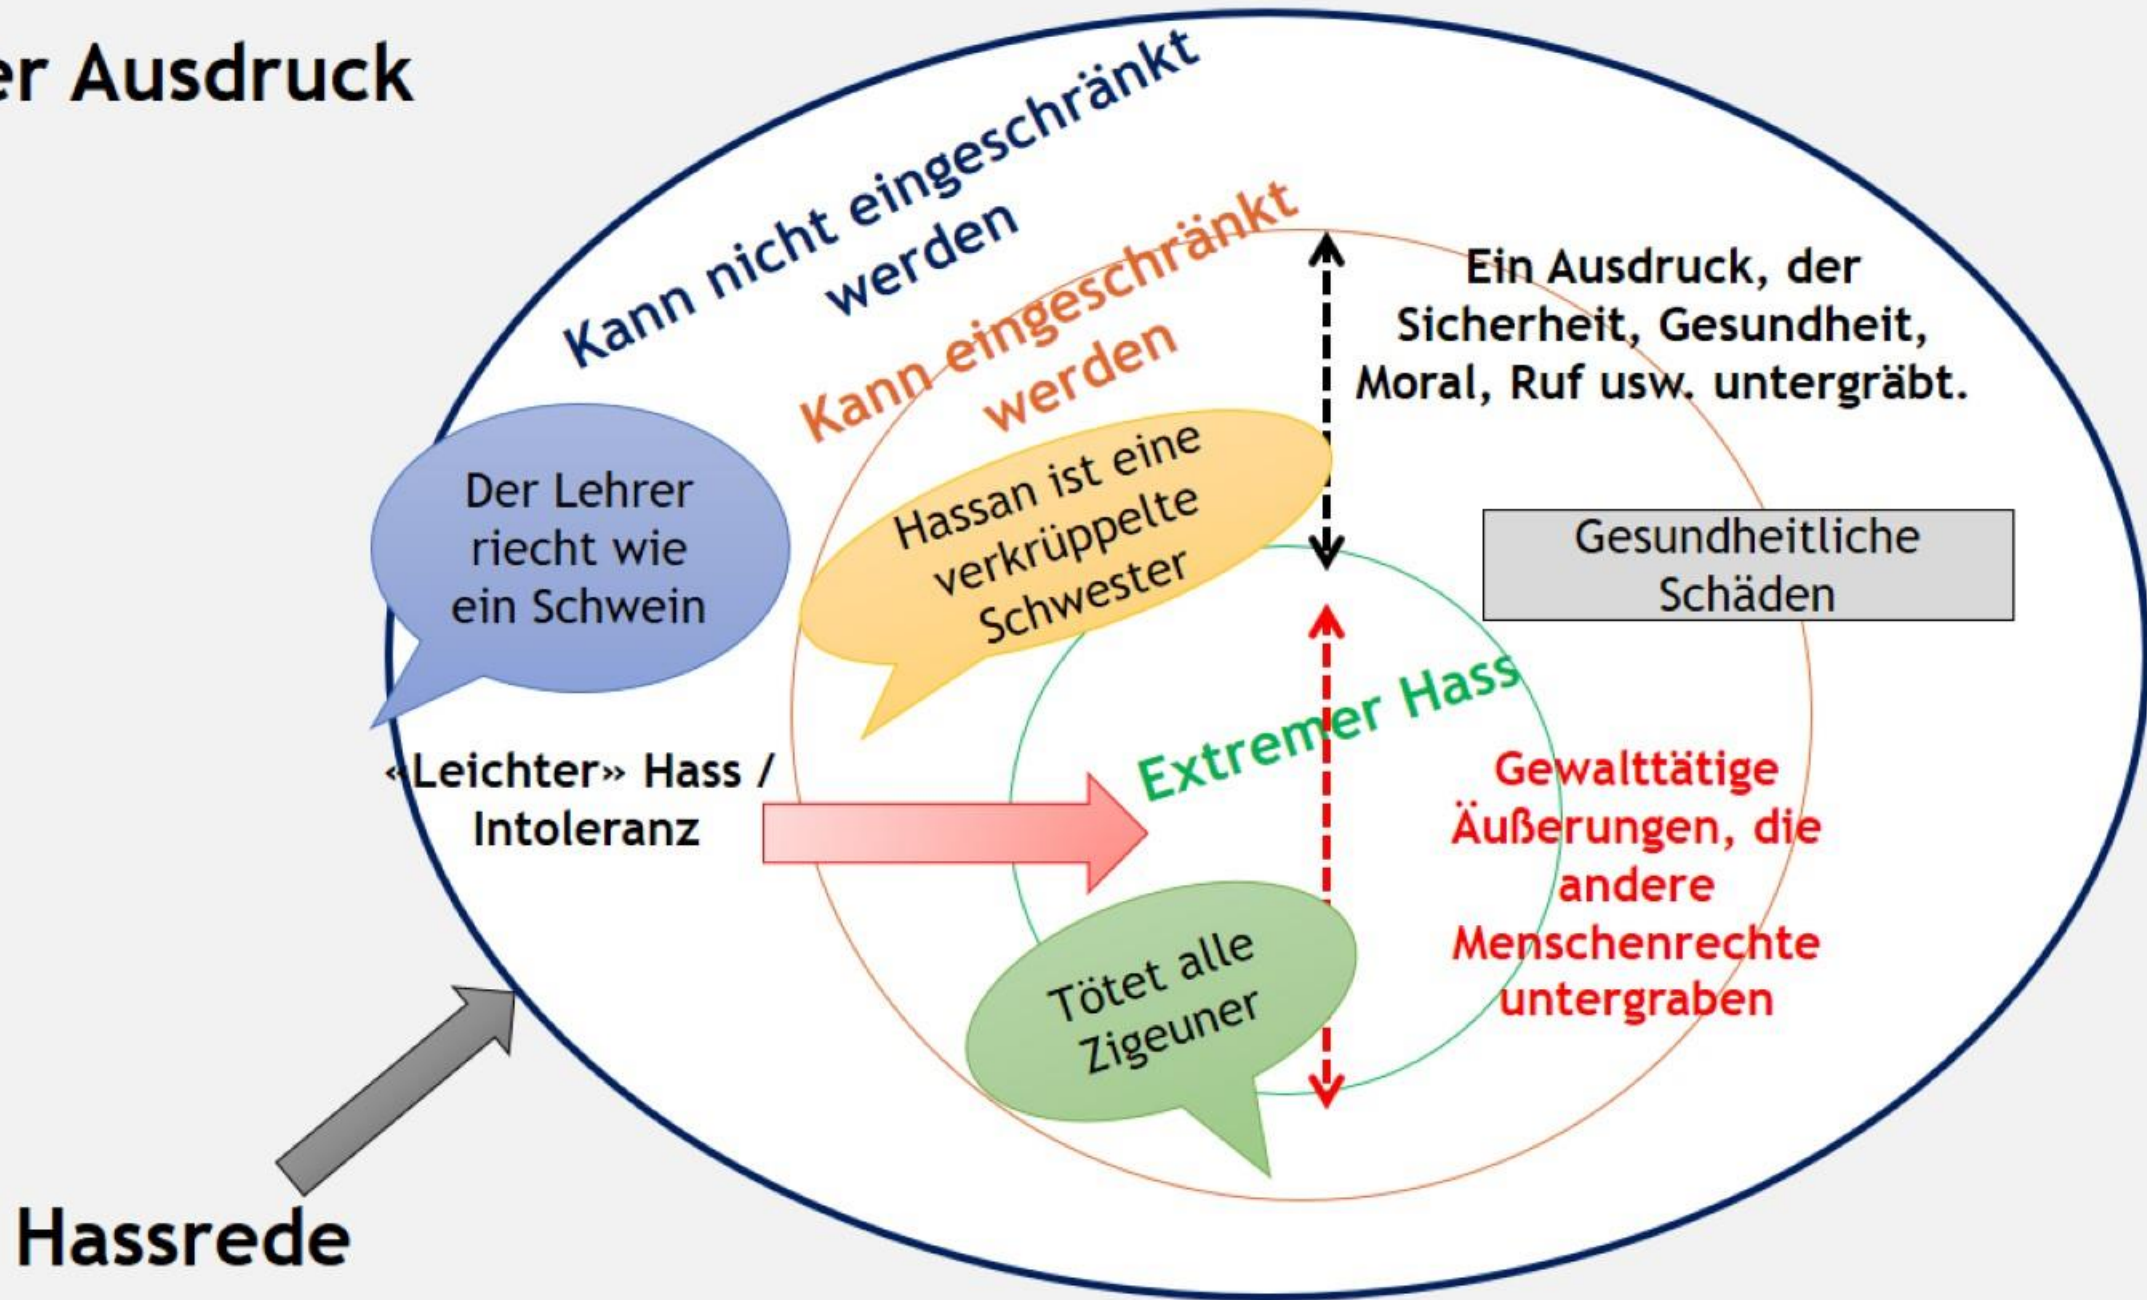 er Ausdruck
Kann nicht eingeschränkt
werden
Kann eingeschränkt
werden
Ein Ausdruck, der
Sicherheit, Gesundheit,
Moral, Ruf usw. untergräbt.
Der Lehrer
riecht wie
ein Schwein
Hassan ist eine
verkrüppelte
Schwester
Gesundheitliche
Schäden
Extremer Hass
«Leichter» Hass /
Intoleranz
Gewalttätige
Äußerungen, die
andere
Menschenrechte
untergraben
Tötet alle
Zigeuner
Hassrede